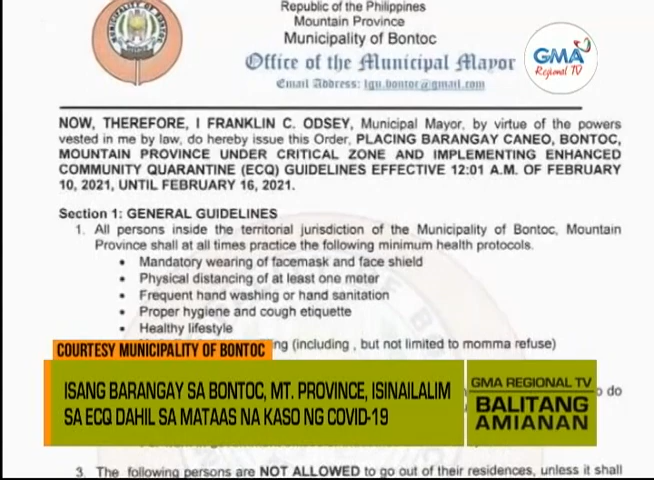 Republic of the Philippines
Mountain Province
Municipality of Bontoc
Office of the Municipal Mayor
Email Address: lgu.bontoc@gmail.com
GMA
Regional TV
NOW, THEREFORE, I FRANKLIN C. ODSEY, Municipal Mayor, by virtue of the powers
vested in me by law, do hereby issue this Order, PLACING BARANGAY CANEO, BONTOC,
MOUNTAIN PROVINCE UNDER CRITICAL ZONE AND IMPLEMENTING ENHANCED
COMMUNITY QUARANTINE (ECQ) GUIDELINES EFFECTIVE 12:01 A.M. OF FEBRUARY
10, 2021, UNTIL FEBRUARY 16, 2021.
Section 1: GENERAL GUIDELINES
1. All persons inside the territorial jurisdiction of the Municipality of Bontoc, Mountain
Province shall at all times practice the following minimum health protocols.
• Mandatory wearing of facemask and face shield
• Physical distancing of at least one meter
• Frequent hand washing or hand sanitation
• Proper hygiene and cough etiquette
• Healthy lifestyle
ing (including , but not limited to momma refuse)
COURTESY MUNICIPALITY OF BONTOC
ISANG BARANGAY SA BONTOC, MT. PROVINCE, ISINAILALIM
SA ECQ DAHIL SA MATAAS NA KASO NG COVID-19
GMA REGIONAL TV
BALITANG
AMIANAN
do
3. The following persons are NOT ALLOWED to go out of their residences, unless it shall